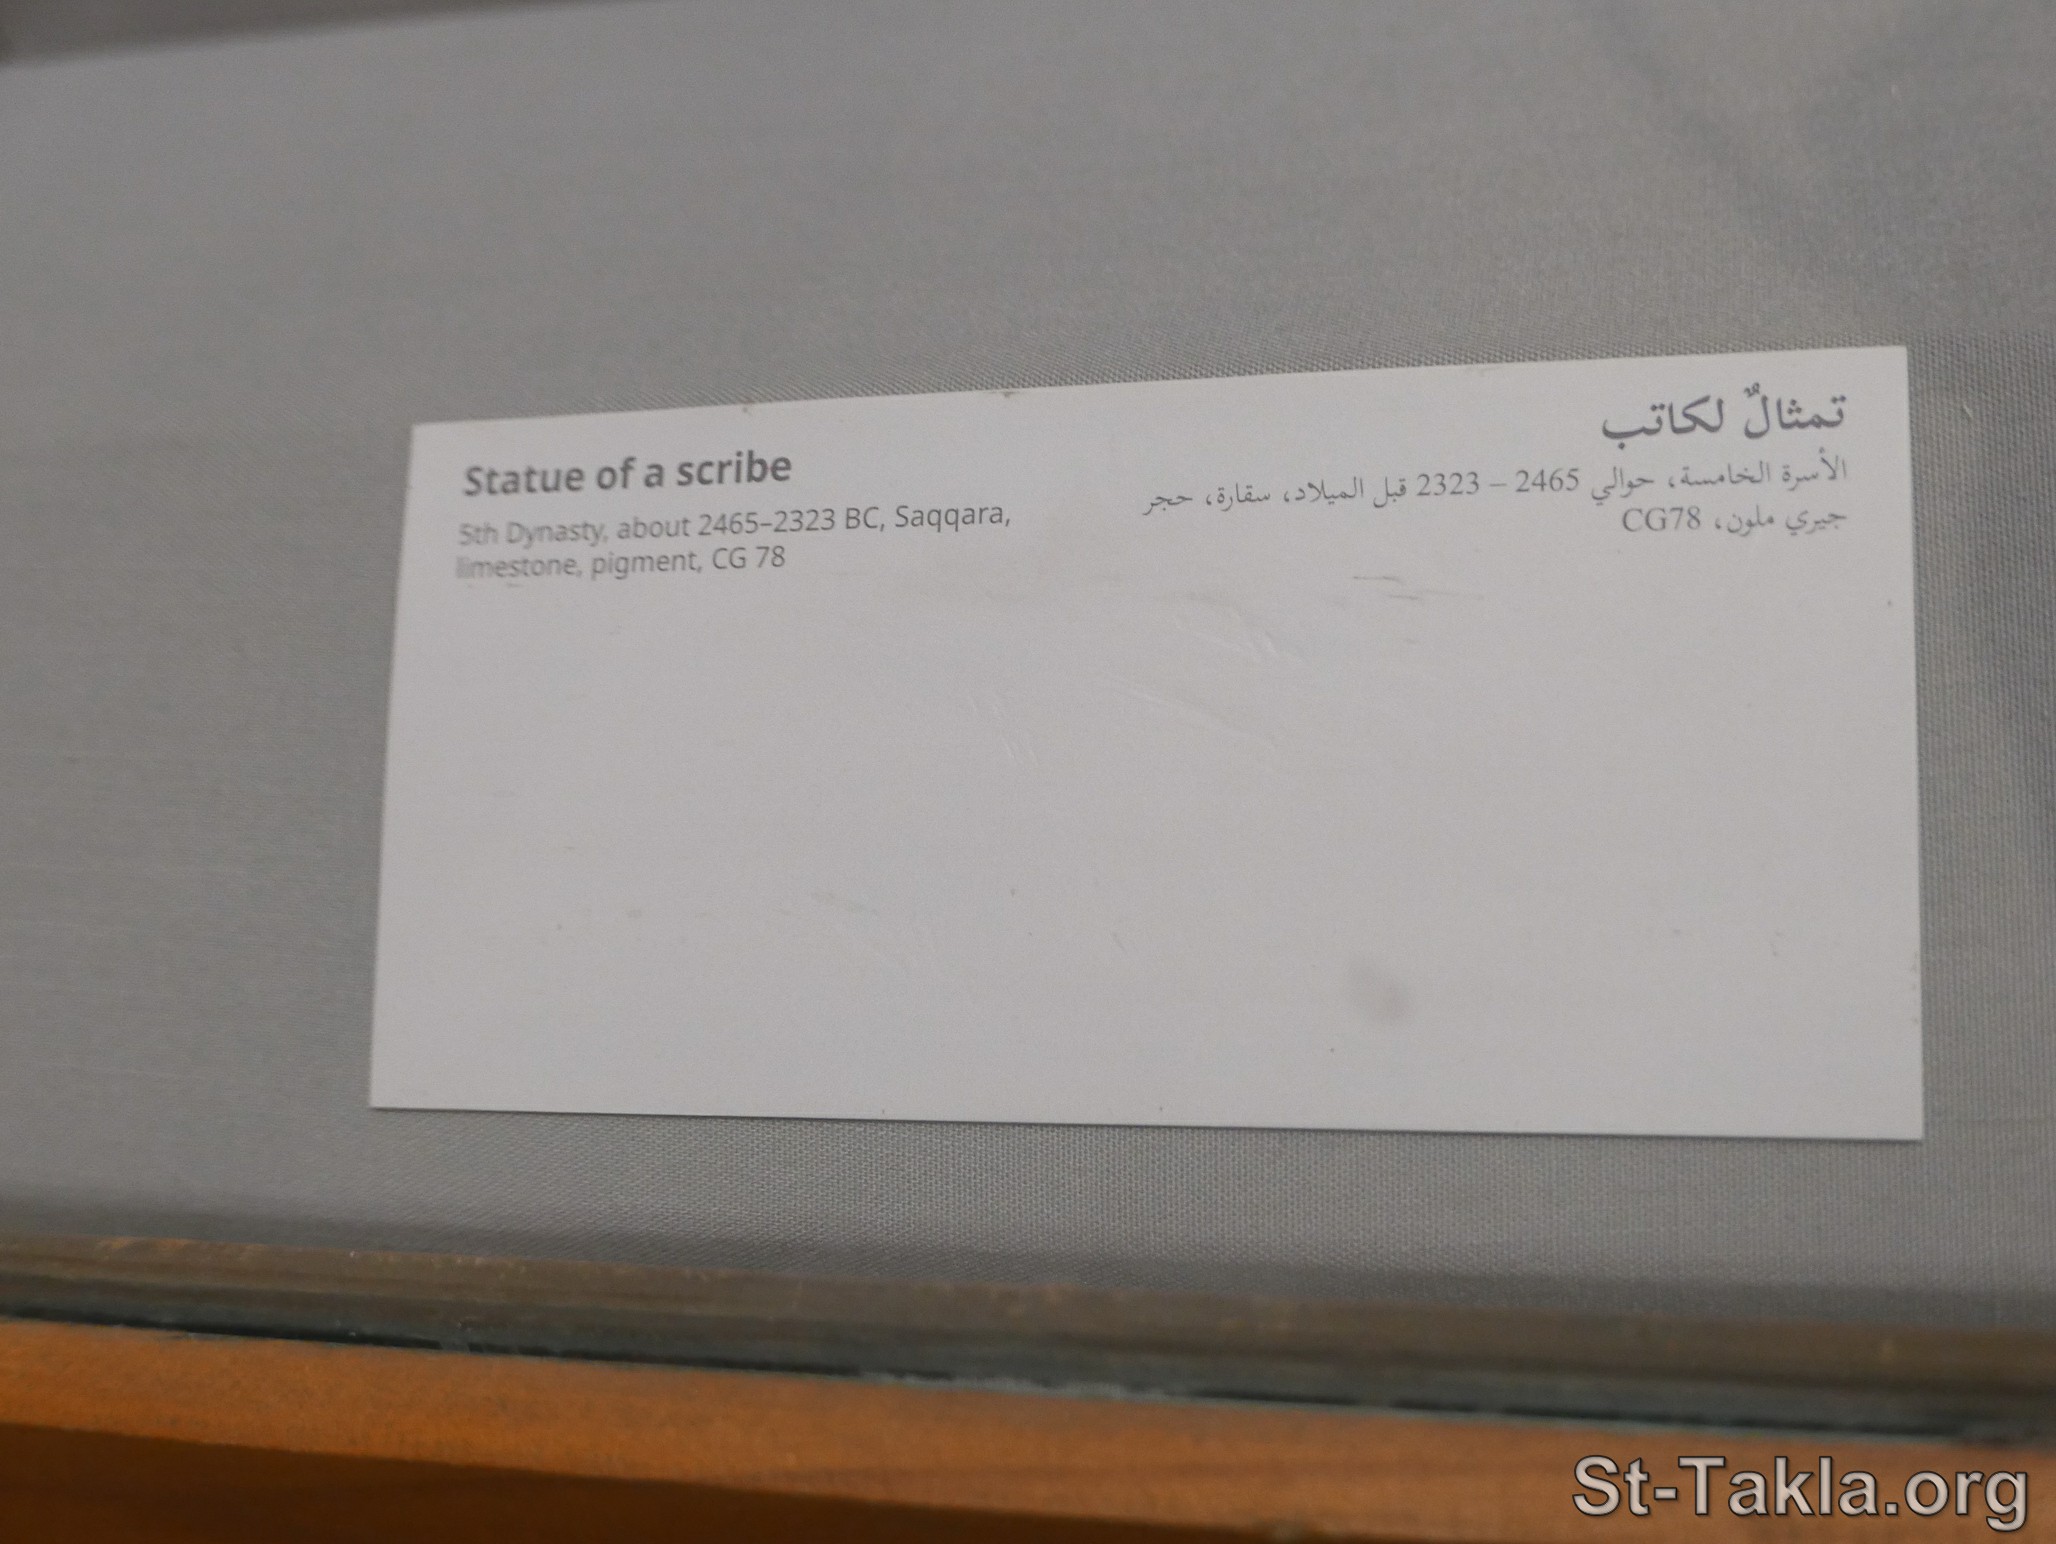 Statue of a scribe
5th Dynasty, about 2465–2323 BC, Saqqara,
limestone, pigment, CG 78
تمثالٌ لكاتب
الأسرة الخامسة، حوالي 2465 – 2323 قبل الميلاد، سقارة، حجر
جيري ملون، CG78
St-Takla.org